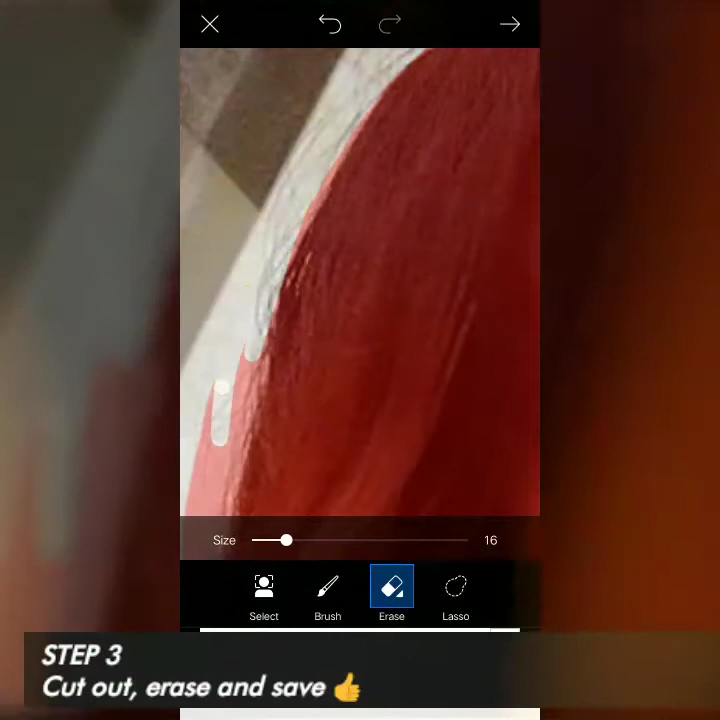 Size 16
Select Brush Erase Lasso
STEP 3
Cut out, erase and save 👍